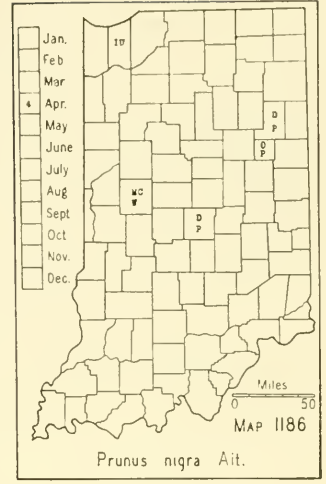 Jan.
Feb
Mar
4 Apr.
May
June
July
Aug
Sept
Oct
Nov.
Dec.
IU
D
P
O
P
MC
W
D
P
Miles
0 50
MAP 1186
Prunus nigra Ait.